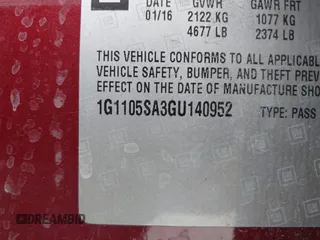 DATE GVWR GAWR FRT
01/16 2122 KG 1077 KG
4677 LB 2374 LB
THIS VEHICLE CONFORMS TO ALL APPLICABLE
VEHICLE SAFETY, BUMPER, AND THEFT PREV
EFFECT ON THE DATE OF MANUFACTURE SHO
1G1105SA3GU140952 TYPE: PASS
DREAMBID